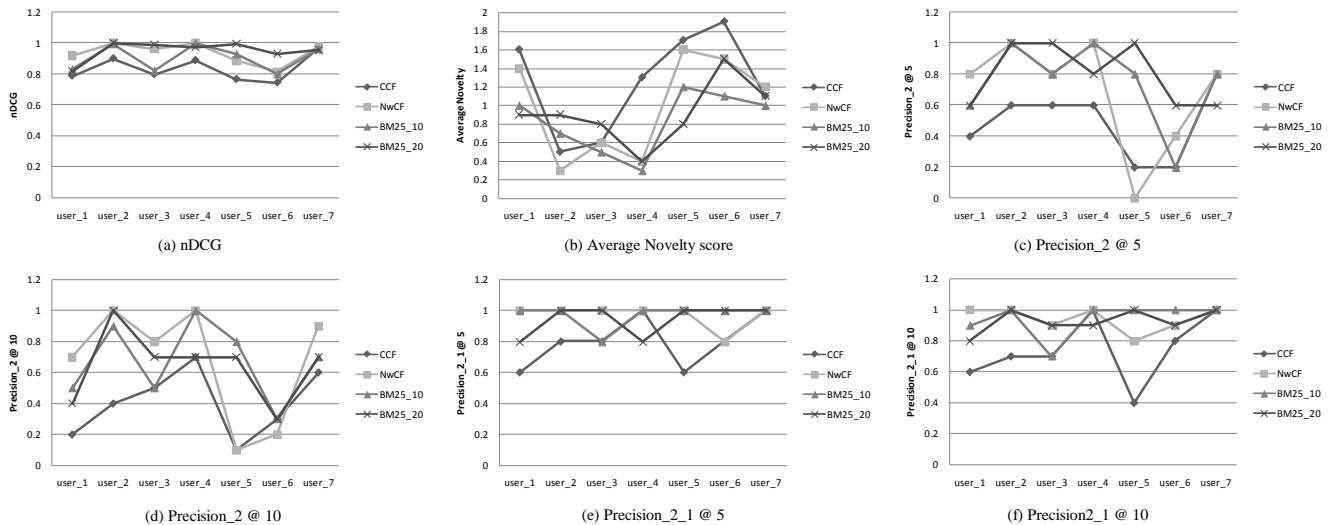 1.2
1
0.8
0.6
0.4
0.2
0
nDCG
user_1 user_2 user_3 user_4 user_5 user_6 user_7
CCF
NwCF
BM25_10
BM25_20
(a) nDCG
2
1.8
1.6
1.4
1.2
1
0.8
0.6
0.4
0.2
0
Average Novelty
user_1 user_2 user_3 user_4 user_5 user_6 user_7
CCF
NwCF
BM25_10
BM25_20
(b) Average Novelty score
1.2
1
0.8
0.6
0.4
0.2
0
Precision_2 @ 5
user_1 user_2 user_3 user_4 user_5 user_6 user_7
CCF
NwCF
BM25_10
BM25_20
(c) Precision_2 @ 5
1.2
1
0.8
0.6
0.4
0.2
0
Precision_2 @ 10
user_1 user_2 user_3 user_4 user_5 user_6 user_7
CCF
NwCF
BM25_10
BM25_20
(d) Precision_2 @ 10
1.2
1
0.8
0.6
0.4
0.2
0
Precision_2_1 @ 5
user_1 user_2 user_3 user_4 user_5 user_6 user_7
CCF
NwCF
BM25_10
BM25_20
(e) Precision_2_1 @ 5
1.2
1
0.8
0.6
0.4
0.2
0
Precision_2_1 @ 10
user_1 user_2 user_3 user_4 user_5 user_6 user_7
CCF
NwCF
BM25_10
BM25_20
(f) Precision2_1 @ 10